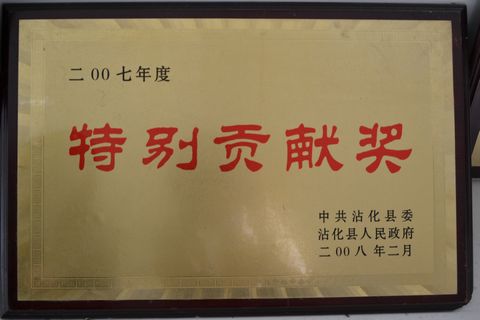 二00七年度
特别贡献奖
中共沾化县委
沾化县人民政府
二00八年二月